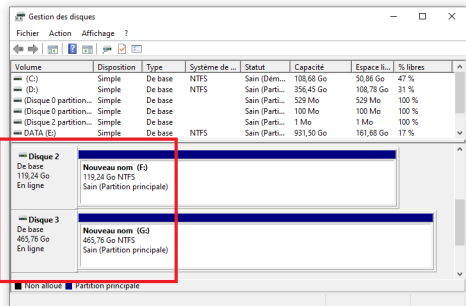 Gestion des disques
Fichier Action Affichage ?
Volume Disposition Type Système de ... Statut Capacité Espace li... % libres
(C:) Simple De base NTFS Sain (Dém... 108,68 Go 50,86 Go 47 %
(D:) Simple De base NTFS Sain (Parti... 356,45 Go 108,78 Go 31 %
(Disque 0 partition... Simple De base Sain (Parti... 529 Mo 529 Mo 100 %
(Disque 0 partition... Simple De base Sain (Parti... 100 Mo 100 Mo 100 %
(Disque 2 partition... Simple De base Sain (Parti... 1 Mo 1 Mo 100 %
DATA (E:) Simple De base NTFS Sain (Parti... 931,50 Go 161,68 Go 17 %
Disque 2
De base
119,24 Go
En ligne
Nouveau nom (F:)
119,24 Go NTFS
Sain (Partition principale)
Disque 3
De base
465,76 Go
En ligne
Nouveau nom (G:)
465,76 Go NTFS
Sain (Partition principale)
Non alloué Partition principale